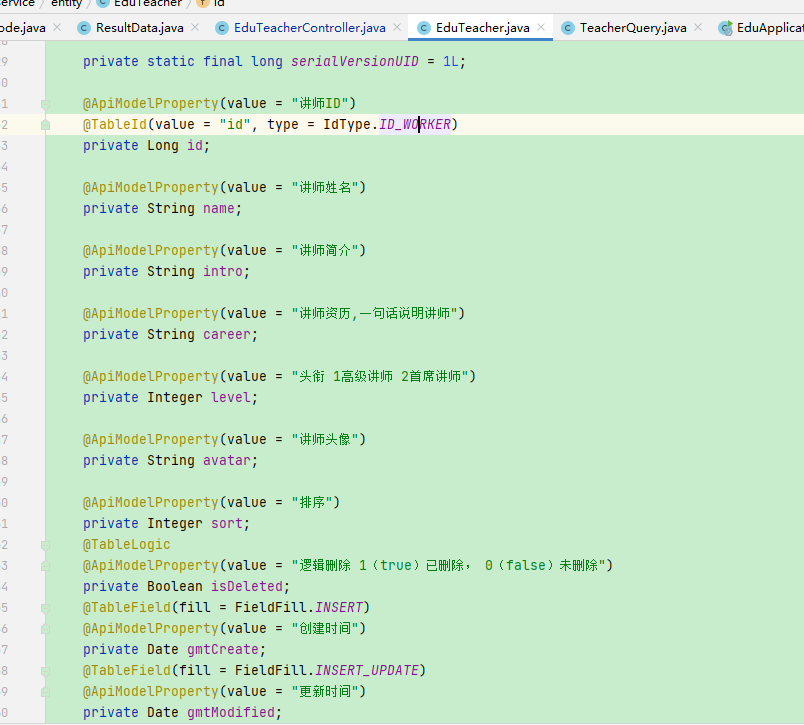 service entity EduTeacher id
ode.java ResultData.java EduTeacherController.java EduTeacher.java TeacherQuery.java EduApplicat
private static final long serialVersionUID = 1L;
@ApiModelProperty(value = "讲师ID")
@TableId(value = "id", type = IdType.ID_WORKER)
private Long id;
@ApiModelProperty(value = "讲师姓名")
private String name;
@ApiModelProperty(value = "讲师简介")
private String intro;
@ApiModelProperty(value = "讲师资历,一句话说明讲师")
private String career;
@ApiModelProperty(value = "头衔 1高级讲师 2首席讲师")
private Integer level;
@ApiModelProperty(value = "讲师头像")
private String avatar;
@ApiModelProperty(value = "排序")
private Integer sort;
@TableLogic
@ApiModelProperty(value = "逻辑删除 1（true）已删除， 0（false）未删除")
private Boolean isDeleted;
@TableField(fill = FieldFill.INSERT)
@ApiModelProperty(value = "创建时间")
private Date gmtCreate;
@TableField(fill = FieldFill.INSERT_UPDATE)
@ApiModelProperty(value = "更新时间")
private Date gmtModified;